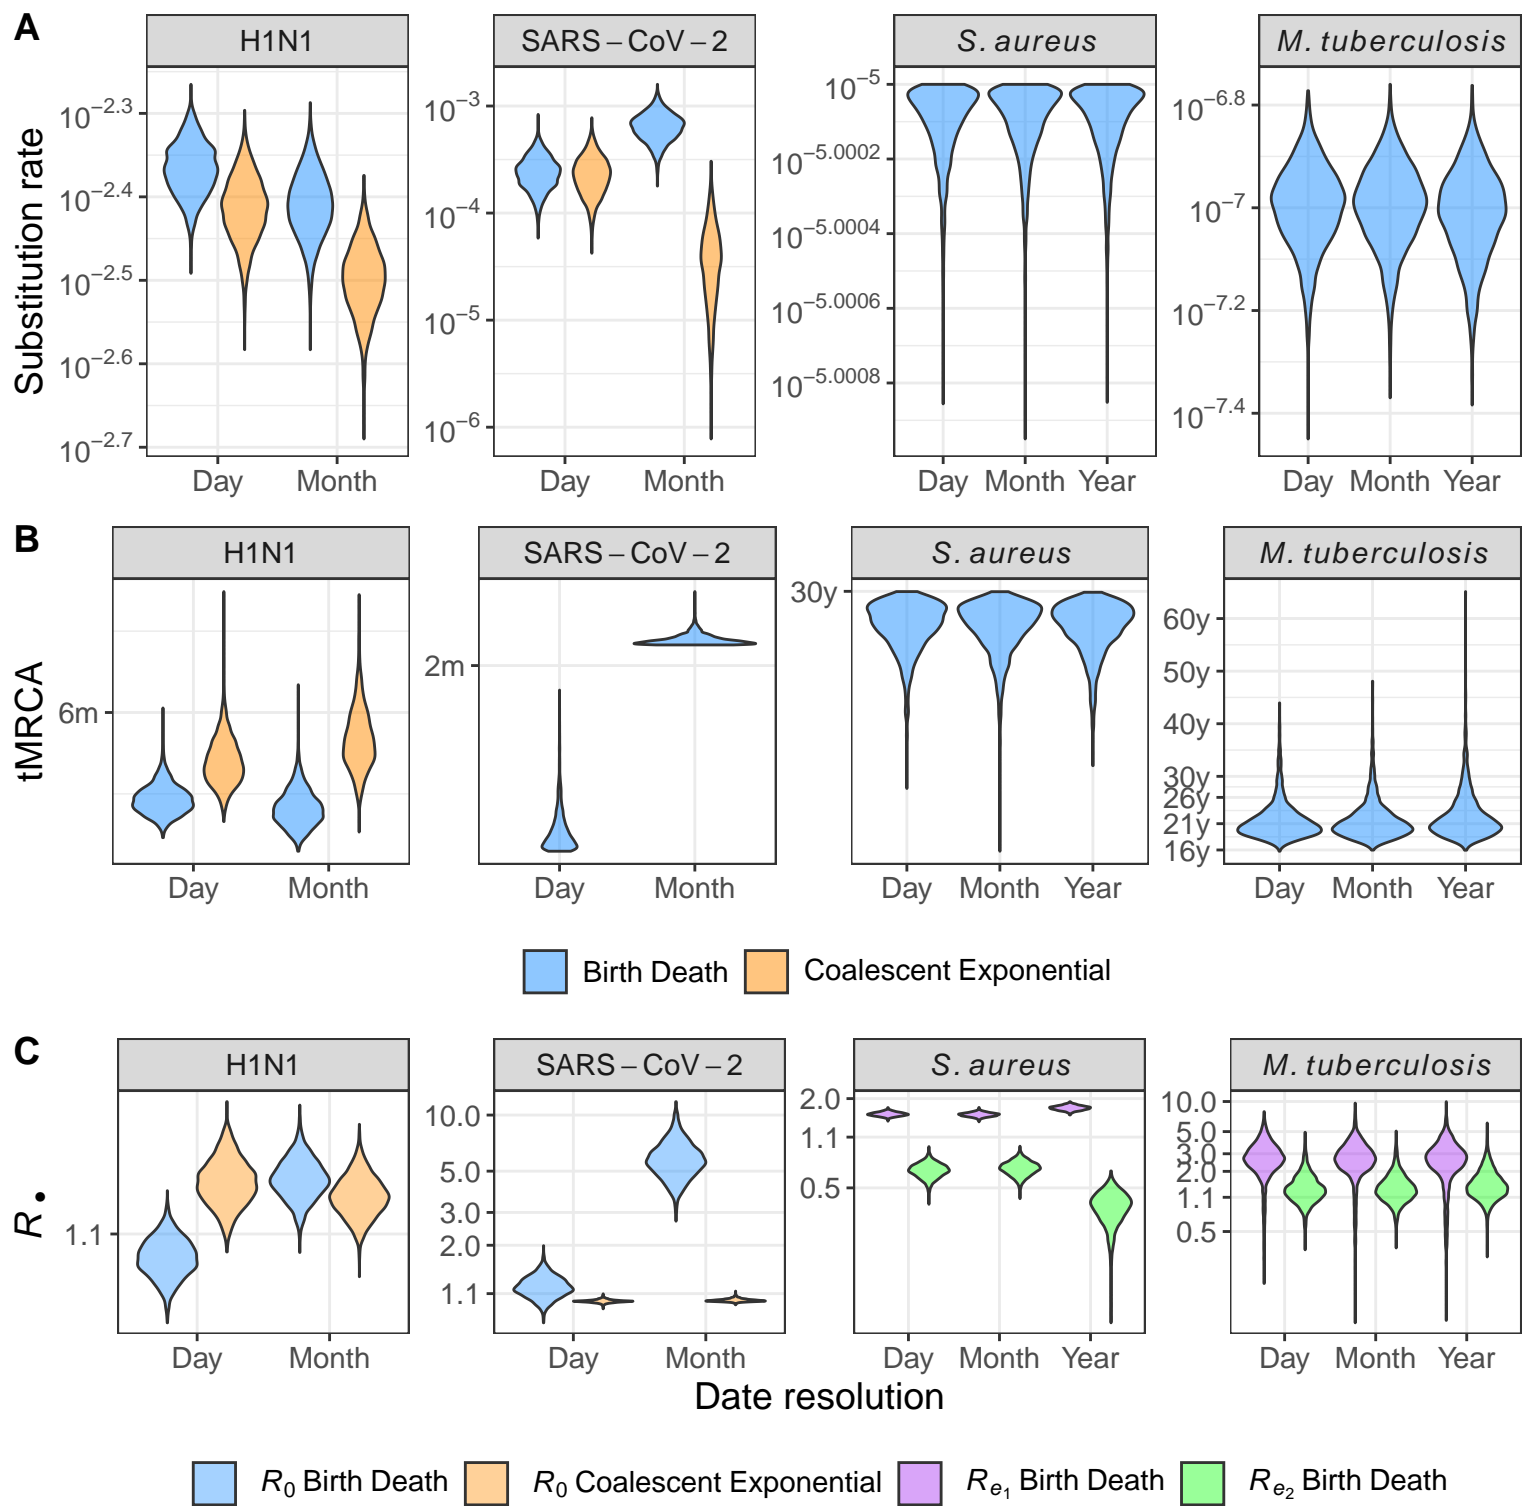 A
H1N1
SARS – CoV – 2
S. aureus
M. tuberculosis
Substitution rate
10^−2.3
10^−2.4
10^−2.5
10^−2.6
10^−2.7
10^−3
10^−4
10^−5
10^−6
10^−5
10^−5.0002
10^−5.0004
10^−5.0006
10^−5.0008
10^−6.8
10^−7
10^−7.2
10^−7.4
Day Month
Day Month
Day Month Year
Day Month Year
B
H1N1
SARS – CoV – 2
S. aureus
M. tuberculosis
tMRCA
6m
2m
30y
60y
50y
40y
30y
26y
21y
16y
Day Month
Day Month
Day Month Year
Day Month Year
Birth Death
Coalescent Exponential
C
H1N1
SARS – CoV – 2
S. aureus
M. tuberculosis
R•
1.1
10.0
5.0
3.0
2.0
1.1
2.0
1.1
0.5
10.0
5.0
3.0
2.0
1.1
0.5
Day Month
Day Month
Day Month Year
Day Month Year
Date resolution
R₀ Birth Death
R₀ Coalescent Exponential
Rₑ₁ Birth Death
Rₑ₂ Birth Death